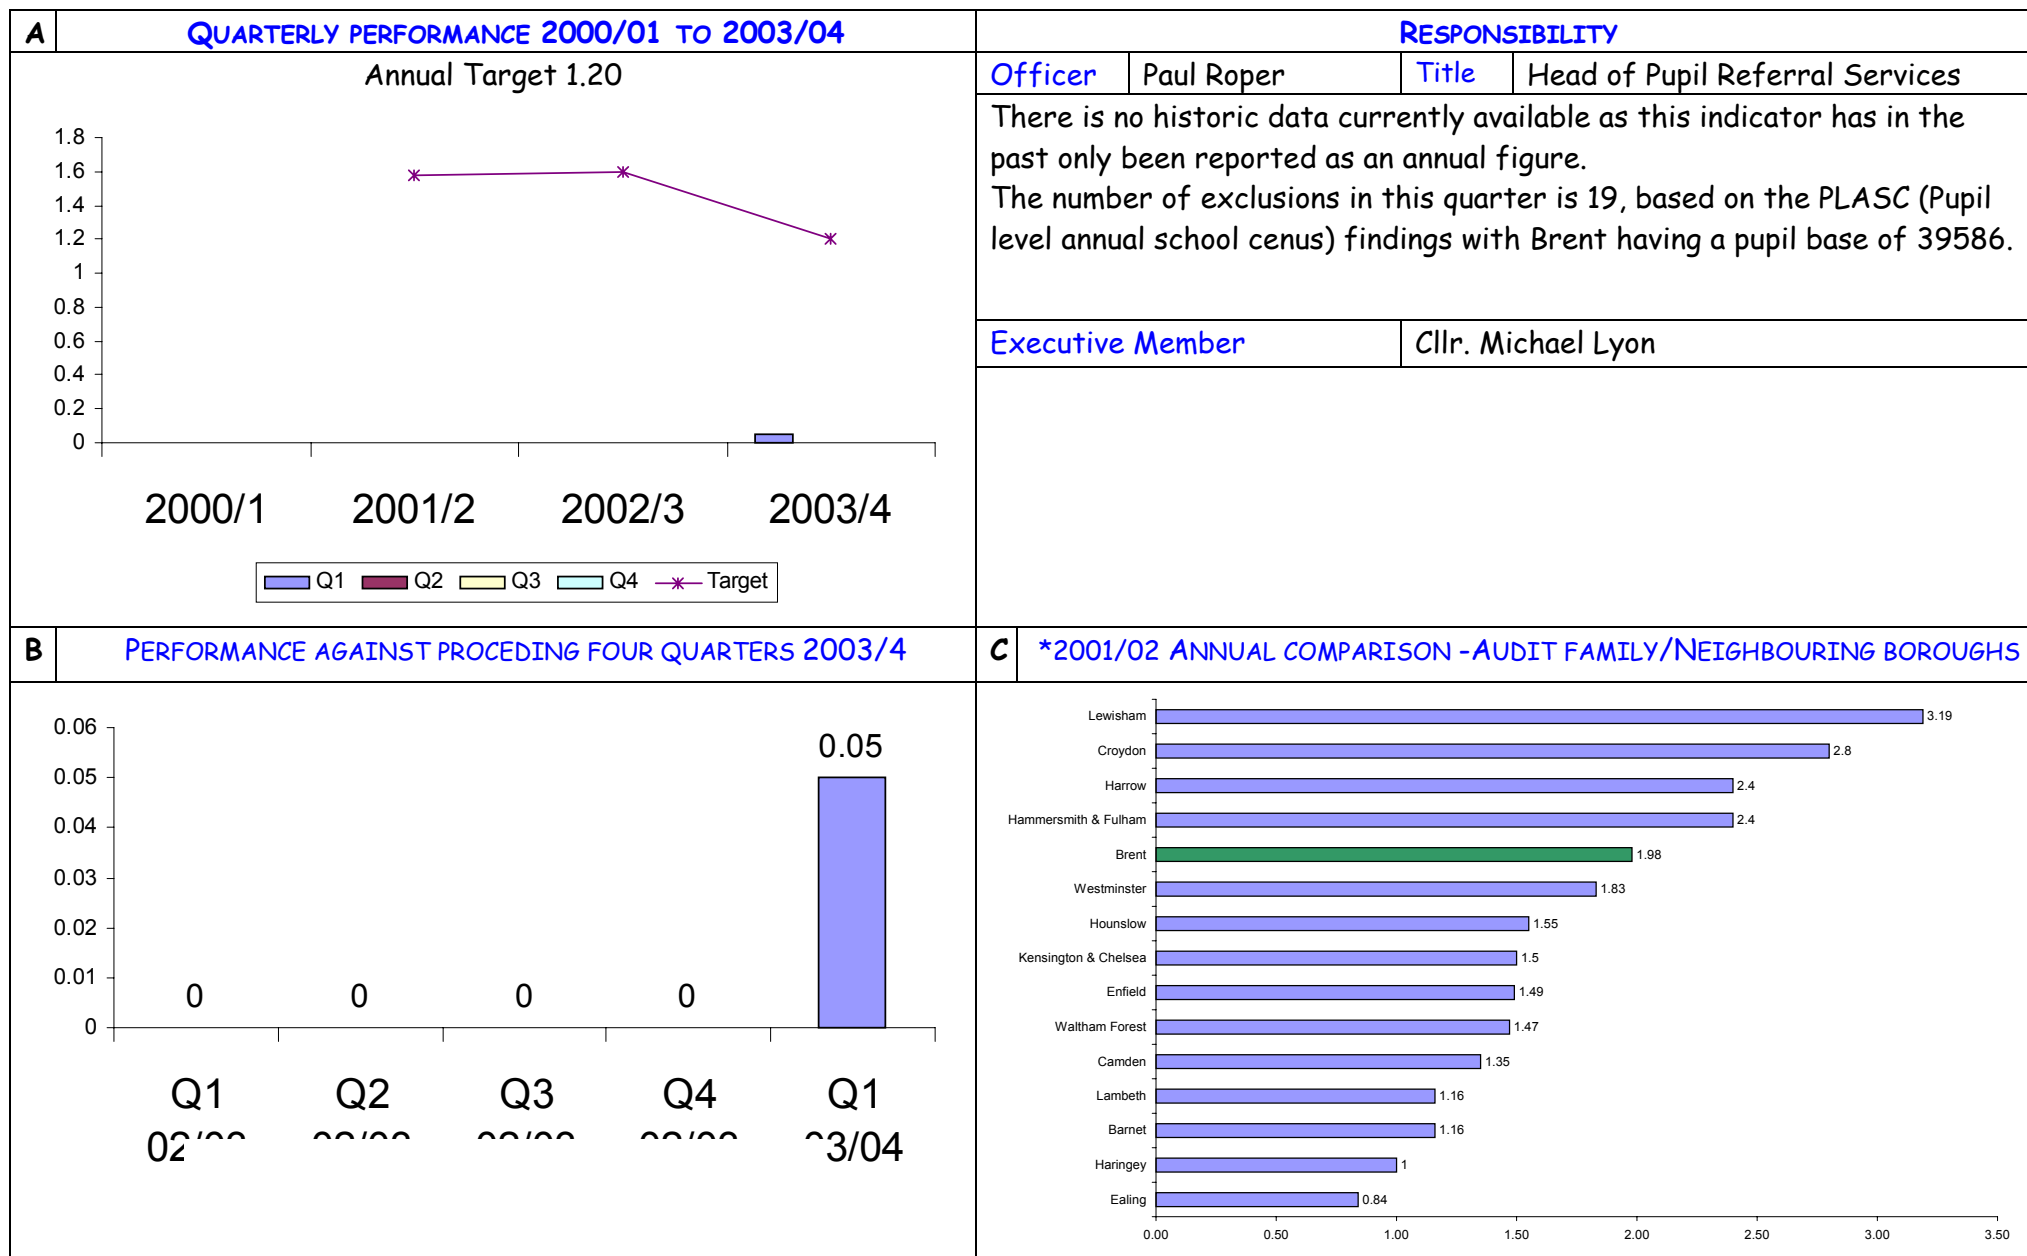 A QUARTERLY PERFORMANCE 2000/01 TO 2003/04
Annual Target 1.20
1.8
1.6
1.4
1.2
1
0.8
0.6
0.4
0.2
0
2000/1 2001/2 2002/3 2003/4
Q1 Q2 Q3 Q4 Target
RESPONSIBILITY
Officer Paul Roper Title Head of Pupil Referral Services
There is no historic data currently available as this indicator has in the
past only been reported as an annual figure.
The number of exclusions in this quarter is 19, based on the PLASC (Pupil
level annual school cenus) findings with Brent having a pupil base of 39586.
Executive Member Cllr. Michael Lyon
B PERFORMANCE AGAINST PROCEDING FOUR QUARTERS 2003/4
0.06
0.05
0.04
0.03
0.02
0.01
0
0 0 0 0 0.05
Q1 Q2 Q3 Q4 Q1
3/04
C *2001/02 ANNUAL COMPARISON -AUDIT FAMILY/NEIGHBOURING BOROUGHS
Lewisham 3.19
Croydon 2.8
Harrow 2.4
Hammersmith & Fulham 2.4
Brent 1.98
Westminster 1.83
Hounslow 1.55
Kensington & Chelsea 1.5
Enfield 1.49
Waltham Forest 1.47
Camden 1.35
Lambeth 1.16
Barnet 1.16
Haringey 1
Ealing 0.84
0.00 0.50 1.00 1.50 2.00 2.50 3.00 3.50